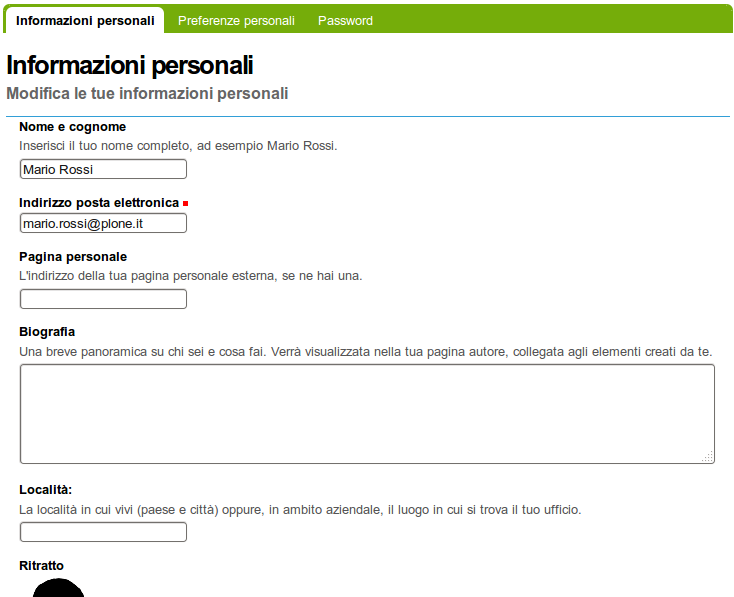 Informazioni personali Preferenze personali Password
Informazioni personali
Modifica le tue informazioni personali
Nome e cognome
Inserisci il tuo nome completo, ad esempio Mario Rossi.
Mario Rossi
Indirizzo posta elettronica
mario.rossi@plone.it
Pagina personale
L'indirizzo della tua pagina personale esterna, se ne hai una.
Biografia
Una breve panoramica su chi sei e cosa fai. Verrà visualizzata nella tua pagina autore, collegata agli elementi creati da te.
Località:
La località in cui vivi (paese e città) oppure, in ambito aziendale, il luogo in cui si trova il tuo ufficio.
Ritratto